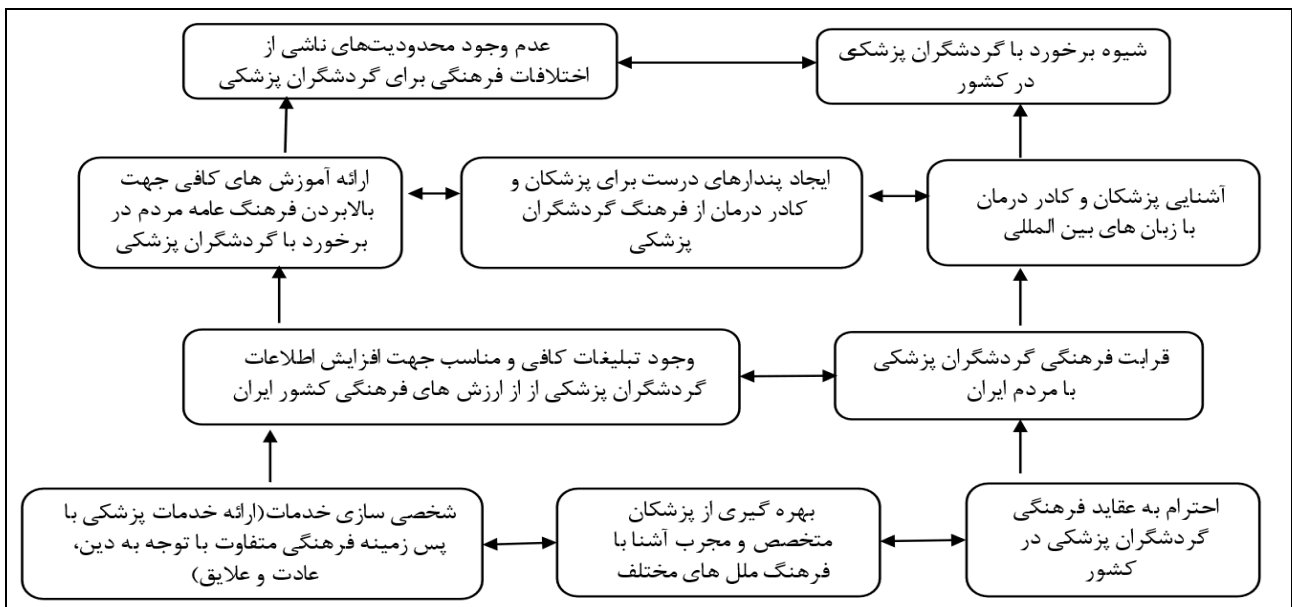 شیوه برخورد با گردشگران پزشکی
در کشور
عدم وجود محدودیت‌های ناشی از
اختلافات فرهنگی برای گردشگران پزشکی
آشنایی پزشکان و کادر درمان
با زبان های بین المللی
ایجاد پندارهای درست برای پزشکان و
کادر درمان از فرهنگ گردشگران
پزشکی
ارائه آموزش های کافی جهت
بالابردن فرهنگ عامه مردم در
برخورد با گردشگران پزشکی
قرابت فرهنگی گردشگران پزشکی
با مردم ایران
وجود تبلیغات کافی و مناسب جهت افزایش اطلاعات
گردشگران پزشکی از از ارزش های فرهنگی کشور ایران
احترام به عقاید فرهنگی
گردشگران پزشکی در
کشور
بهره گیری از پزشکان
متخصص و مجرب آشنا با
فرهنگ ملل های مختلف
شخصی سازی خدمات(ارائه خدمات پزشکی با
پس زمینه فرهنگی متفاوت با توجه به دین،
عادت و علایق)